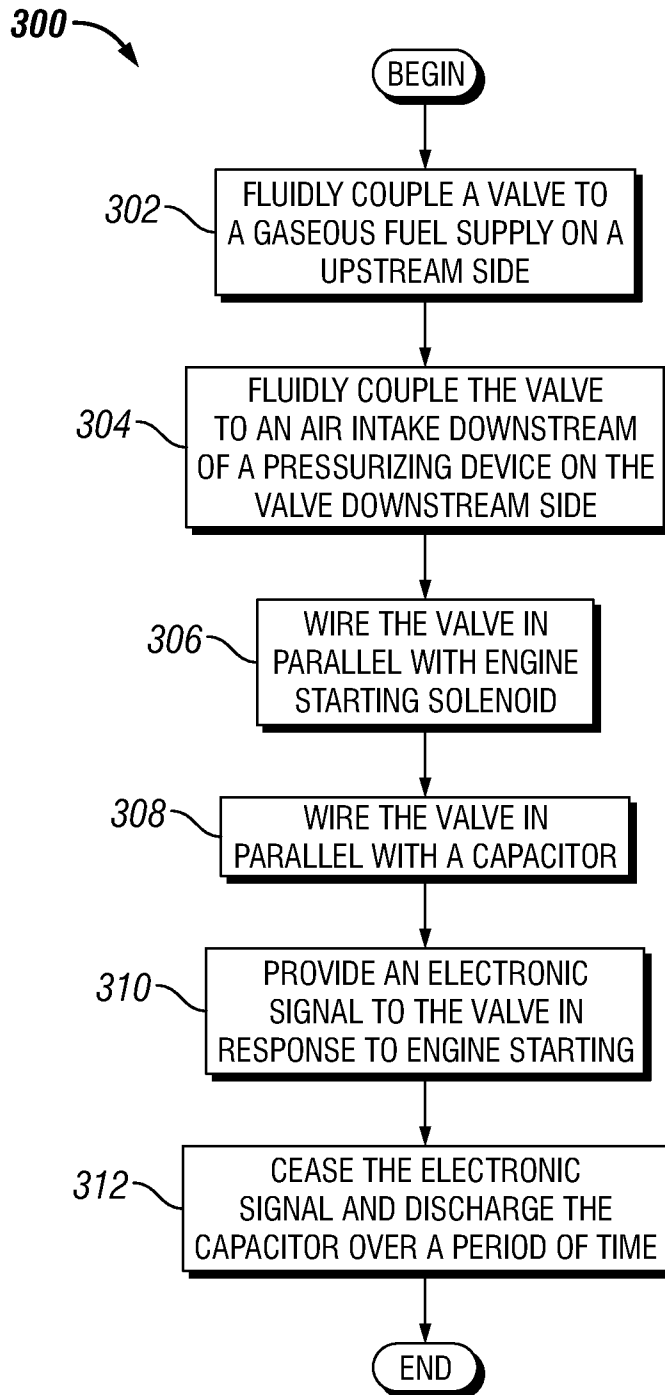 300
BEGIN
302
FLUIDLY COUPLE A VALVE TO
A GASEOUS FUEL SUPPLY ON A
UPSTREAM SIDE
304
FLUIDLY COUPLE THE VALVE
TO AN AIR INTAKE DOWNSTREAM
OF A PRESSURIZING DEVICE ON THE
VALVE DOWNSTREAM SIDE
306
WIRE THE VALVE IN
PARALLEL WITH ENGINE
STARTING SOLENOID
308
WIRE THE VALVE IN
PARALLEL WITH A CAPACITOR
310
PROVIDE AN ELECTRONIC
SIGNAL TO THE VALVE IN
RESPONSE TO ENGINE STARTING
312
CEASE THE ELECTRONIC
SIGNAL AND DISCHARGE THE
CAPACITOR OVER A PERIOD OF TIME
END